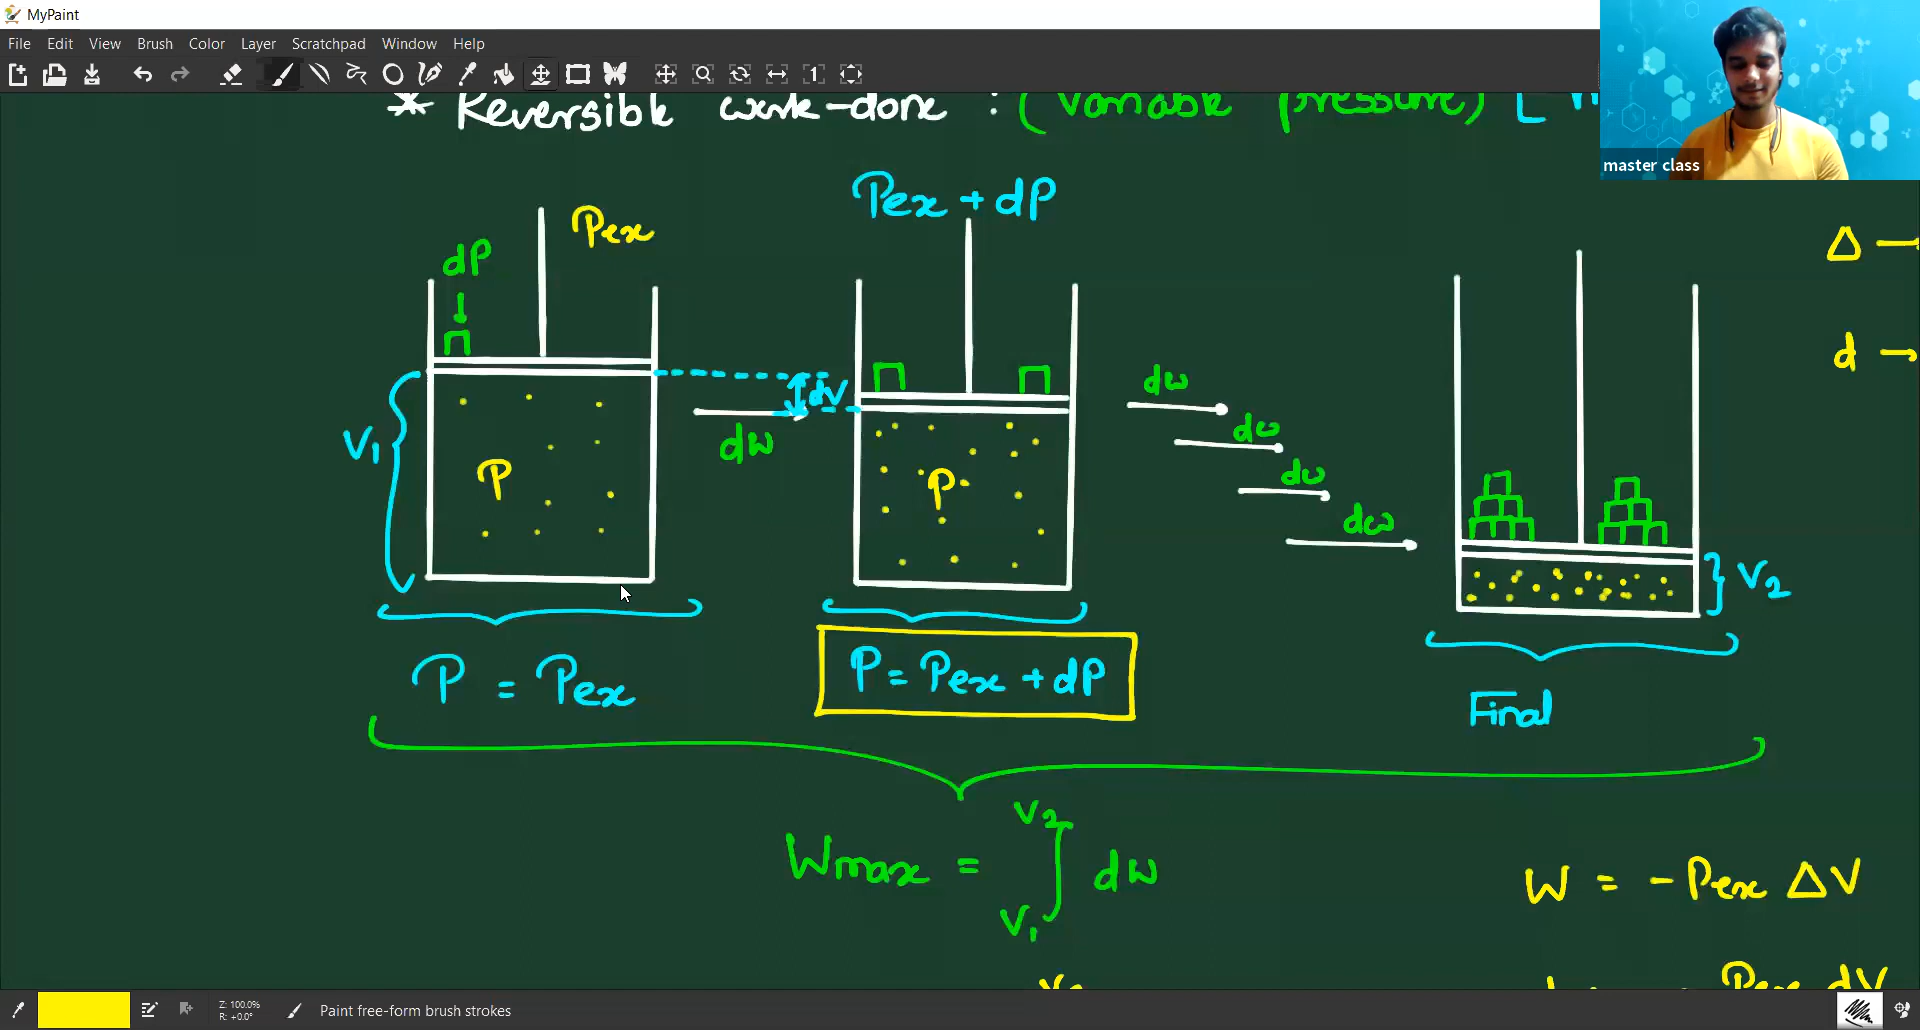 MyPaint
File Edit View Brush Color Layer Scratchpad Window Help
master class
* Reversible work-done : (Variable pressure) [
Pex + dP
Pex
dP
Δ →
d →
V1
P
dV
dW
P
dw
dw
dw
dw
V2
P = Pex
P = Pex + dP
Final
Wmax = ∫ dW
V2
V1
W = - Pex ΔV
Pex dV
Z: 100.0%
R: +0.0°
Paint free-form brush strokes